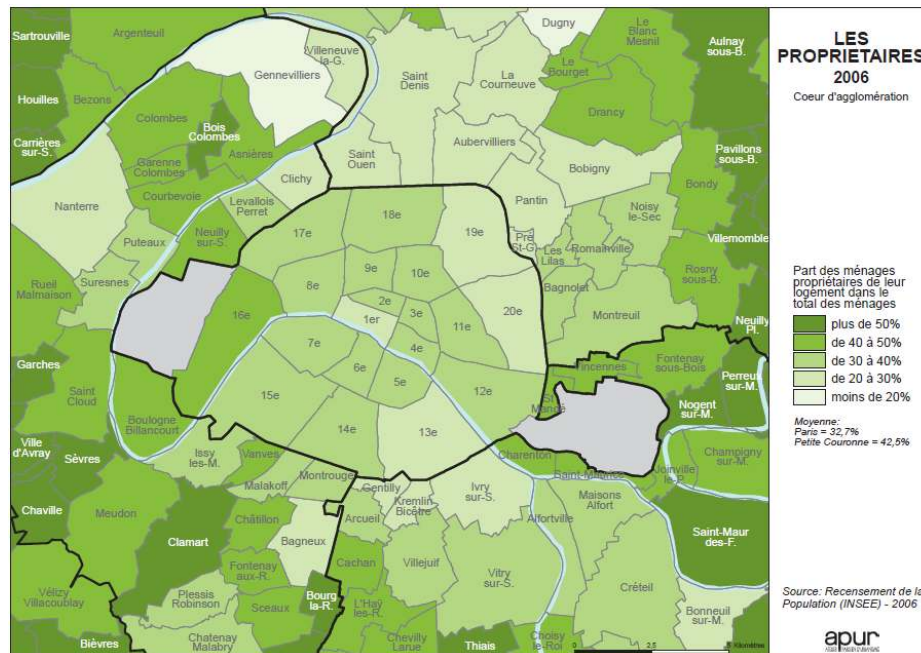 Sartrouville
Argenteuil
Villeneuve
la-G.
Dugny
Le
Blanc
Mesnil
Aulnay
sous-B.
Gennevilliers
Saint
Denis
La
Courneuve
Le
Bourget
Houilles
Bezons
Colombes
Bois
Colombes
Drancy
Carrières
sur-S.
Asnières
Aubervilliers
Pavillons
sous-B.
Garenne
Colombes
Saint
Ouen
Bobigny
Clichy
Courbevoie
Levallois
Perret
Pantin
Bondy
Nanterre
Noisy
le-Sec
Neuilly
sur-S.
18e
19e
Puteaux
17e
Pré
St-G.
Les
Lilas
Romainville
Villemomble
Rueil
Malmaison
Suresnes
9e
10e
Bagnolet
Rosny
sous-B.
8e
2e
16e
1er
3e
11e
20e
Montreuil
4e
Neuilly
Pl.
7e
Garches
6e
5e
12e
Vincennes
Fontenay
sous-Bois
Perreux
sur-M.
Saint
Cloud
15e
St
Mandé
Nogent
sur-M.
Boulogne
Billancourt
14e
13e
Ville
d'Avray
Sèvres
Issy
les-M.
Vanves
Charenton
Champigny
sur-M.
Malakoff
Montrouge
Gentilly
Saint-Maurice
Joinville
le-P.
Kremlin
Bicêtre
Ivry
sur-S.
Maisons
Alfort
Chaville
Meudon
Clamart
Châtillon
Arcueil
Alfortville
Saint-Maur
des-F.
Bagneux
Fontenay
aux-R.
Cachan
Villejuif
Vitry
sur-S.
Créteil
Vélizy
Villacoublay
Plessis
Robinson
Sceaux
Bourg
la-R.
L'Haÿ
les-R.
Bonneuil
sur-M.
Bièvres
Chatenay
Malabry
Chevilly
Larue
Thiais
Choisy
le-Roi
0
2,5
5 Kilomètres
LES
PROPRIETAIRES
2006
Coeur d'agglomération
Part des ménages
propriétaires de leur
logement dans le
total des ménages
plus de 50%
de 40 à 50%
de 30 à 40%
de 20 à 30%
moins de 20%
Moyenne:
Paris = 32,7%
Petite Couronne = 42,5%
Source: Recensement de la
Population (INSEE) - 2006
apur